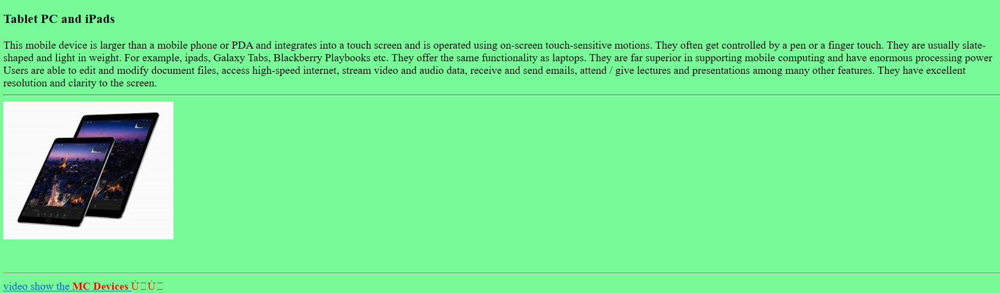 Tablet PC and iPads
This mobile device is larger than a mobile phone or PDA and integrates into a touch screen and is operated using on-screen touch-sensitive motions. They often get controlled by a pen or a finger touch. They are usually slate-
shaped and light in weight. For example, ipads, Galaxy Tabs, Blackberry Playbooks etc. They offer the same functionality as laptops. They are far superior in supporting mobile computing and have enormous processing power
Users are able to edit and modify document files, access high-speed internet, stream video and audio data, receive and send emails, attend / give lectures and presentations among many other features. They have excellent
resolution and clarity to the screen.
video show the MC Devices Ù□Ù□